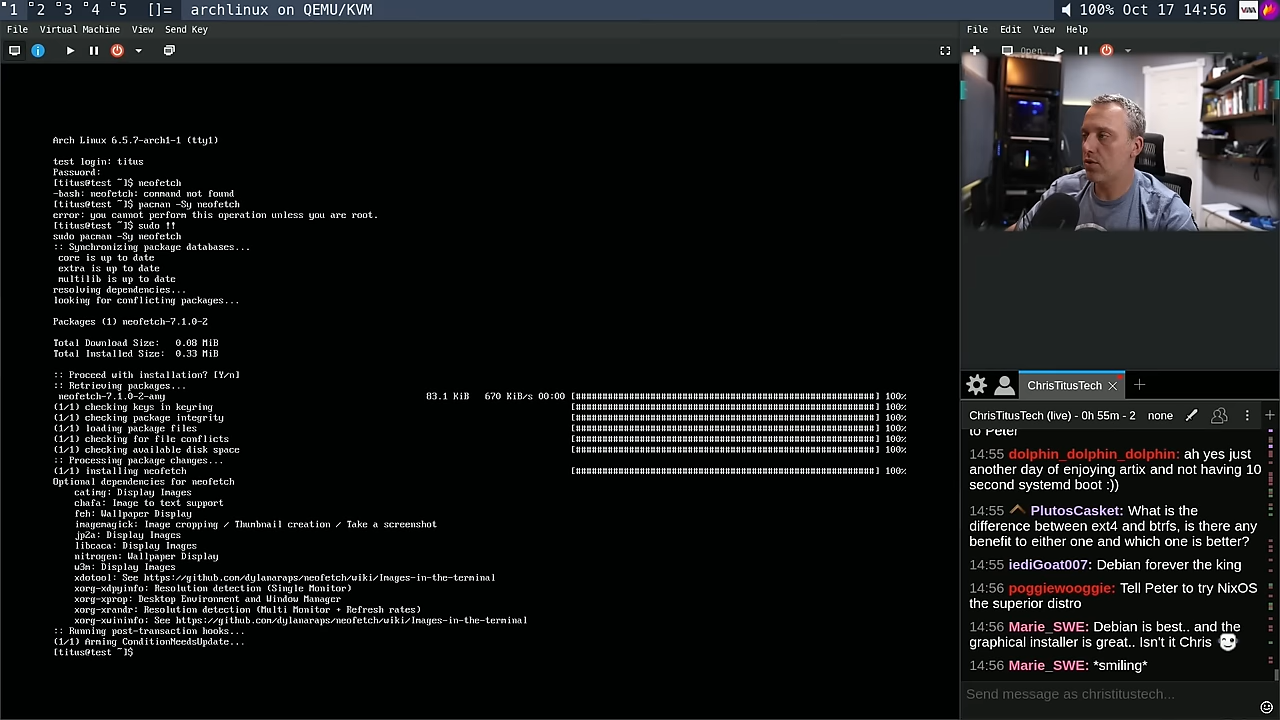 1 2 3 4 5 []= archlinux on QEMU/KVM 100% Oct 17 14:56
File Virtual Machine View Send Key
File Edit View Help
Open
Arch Linux 6.5.7-arch1-1 (tty1)
test login: titus
Password:
[titus@test ~]$ neofetch
-bash: neofetch: command not found
[titus@test ~]$ pacman -Sy neofetch
error: you cannot perform this operation unless you are root.
[titus@test ~]$ sudo !!
sudo pacman -Sy neofetch
:: Synchronizing package databases...
core is up to date
extra is up to date
multilib is up to date
resolving dependencies...
looking for conflicting packages...
Packages (1) neofetch-7.1.0-2
Total Download Size: 0.08 MiB
Total Installed Size: 0.33 MiB
:: Proceed with installation? [Y/n]
:: Retrieving packages...
neofetch-7.1.0-2-any 83.1 KiB 670 KiB/s 00:00 [########################################################] 100%
(1/1) checking keys in keyring [########################################################] 100%
(1/1) checking package integrity [########################################################] 100%
(1/1) loading package files [########################################################] 100%
(1/1) checking for file conflicts [########################################################] 100%
(1/1) checking available disk space [########################################################] 100%
:: Processing package changes...
(1/1) installing neofetch [########################################################] 100%
Optional dependencies for neofetch
catimg: Display Images
chafa: Image to text support
feh: Wallpaper Display
imagemagick: Image cropping / Thumbnail creation / Take a screenshot
jp2a: Display Images
libcaca: Display Images
nitrogen: Wallpaper Display
w3m: Display Images
xdotool: See https://github.com/dylanaraps/neofetch/wiki/Images-in-the-terminal
xorg-xdpyinfo: Resolution detection (Single Monitor)
xorg-xprop: Desktop Environment and Window Manager
xorg-xrandr: Resolution detection (Multi Monitor + Refresh rates)
xorg-xwininfo: See https://github.com/dylanaraps/neofetch/wiki/Images-in-the-terminal
:: Running post-transaction hooks...
(1/1) Arming ConditionNeedsUpdate...
[titus@test ~]$
ChrisTitusTech
ChrisTitusTech (live) - 0h 55m - 2 none
to Peter
14:55 dolphin_dolphin_dolphin: ah yes just
another day of enjoying artix and not having 10
second systemd boot :))
14:55 PlutosCasket: What is the
difference between ext4 and btrfs, is there any
benefit to either one and which one is better?
14:55 iediGoat007: Debian forever the king
14:56 poggiewooggie: Tell Peter to try NixOS
the superior distro
14:56 Marie_SWE: Debian is best.. and the
graphical installer is great.. Isn't it Chris
14:56 Marie_SWE: *smiling*
Send message as christitustech...